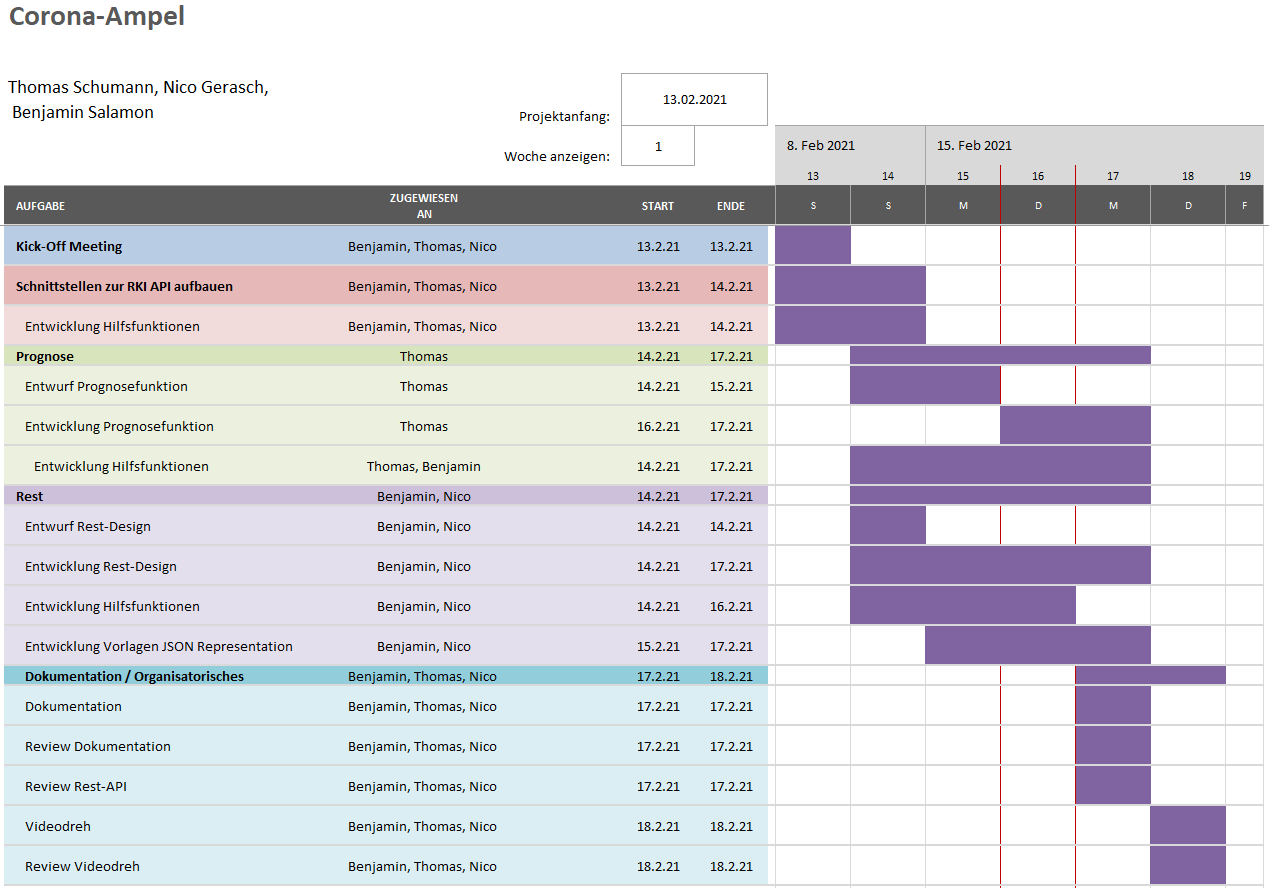 Corona-Ampel
Thomas Schumann, Nico Gerasch,
Benjamin Salamon
Projektanfang: 13.02.2021
Woche anzeigen: 1
8. Feb 2021 15. Feb 2021
13 14 15 16 17 18 19
AUFGABE ZUGEWIESEN AN START ENDE S S M D M D F
Kick-Off Meeting Benjamin, Thomas, Nico 13.2.21 13.2.21
Schnittstellen zur RKI API aufbauen Benjamin, Thomas, Nico 13.2.21 14.2.21
Entwicklung Hilfsfunktionen Benjamin, Thomas, Nico 13.2.21 14.2.21
Prognose Thomas 14.2.21 17.2.21
Entwurf Prognosefunktion Thomas 14.2.21 15.2.21
Entwicklung Prognosefunktion Thomas 16.2.21 17.2.21
Entwicklung Hilfsfunktionen Thomas, Benjamin 14.2.21 17.2.21
Rest Benjamin, Nico 14.2.21 17.2.21
Entwurf Rest-Design Benjamin, Nico 14.2.21 14.2.21
Entwicklung Rest-Design Benjamin, Nico 14.2.21 17.2.21
Entwicklung Hilfsfunktionen Benjamin, Nico 14.2.21 16.2.21
Entwicklung Vorlagen JSON Representation Benjamin, Nico 15.2.21 17.2.21
Dokumentation / Organisatorisches Benjamin, Thomas, Nico 17.2.21 18.2.21
Dokumentation Benjamin, Thomas, Nico 17.2.21 17.2.21
Review Dokumentation Benjamin, Thomas, Nico 17.2.21 17.2.21
Review Rest-API Benjamin, Thomas, Nico 17.2.21 17.2.21
Videodreh Benjamin, Thomas, Nico 18.2.21 18.2.21
Review Videodreh Benjamin, Thomas, Nico 18.2.21 18.2.21